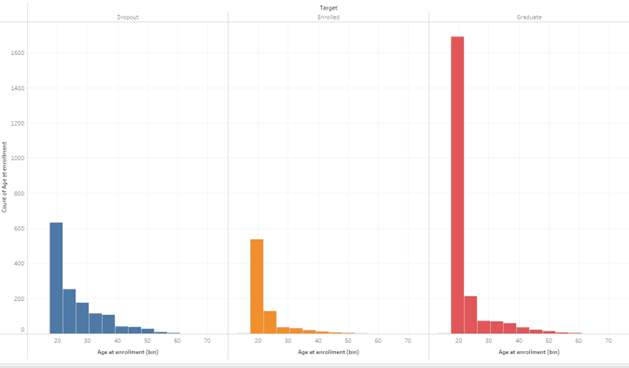 Target
Dropout Enrolled Graduate
Count of Age at enrollment
1600
1400
1200
1000
800
600
400
200
0
20 30 40 50 60 70 20 30 40 50 60 70 20 30 40 50 60 70
Age at enrollment (bin) Age at enrollment (bin) Age at enrollment (bin)